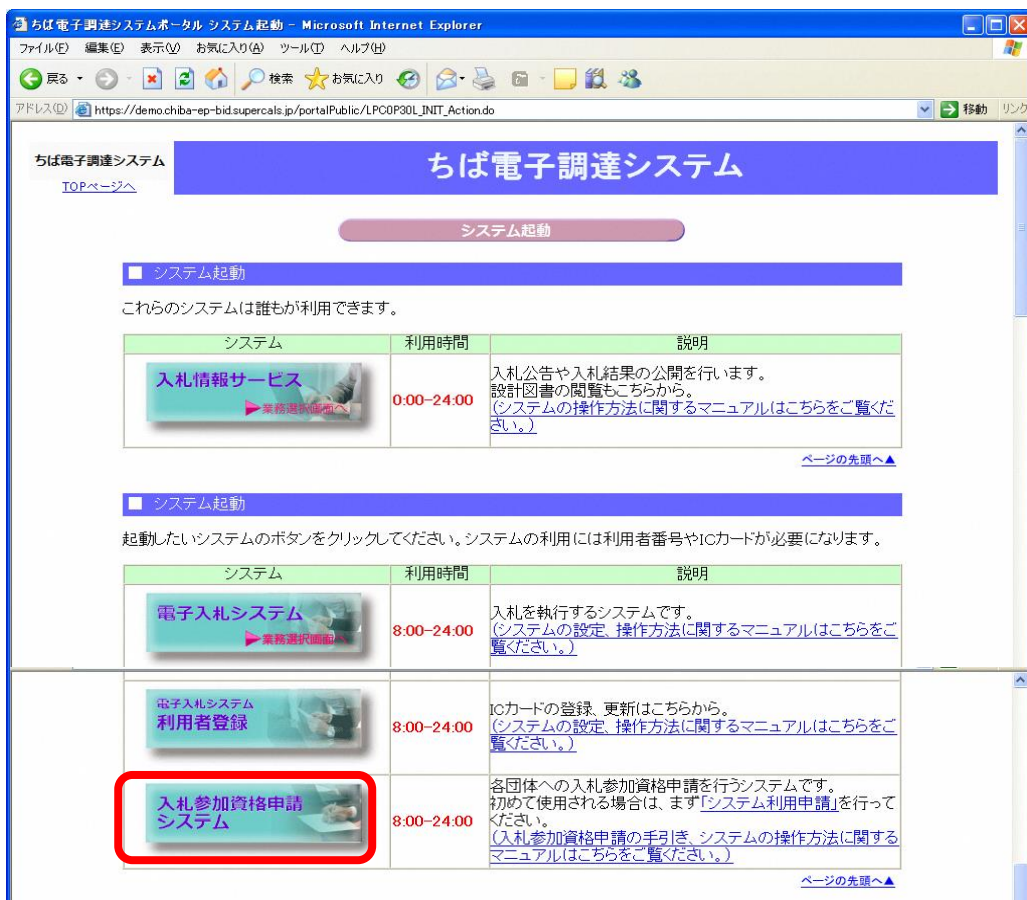 ちば電子調達システムポータル システム起動 - Microsoft Internet Explorer
ファイル(F) 編集(E) 表示(V) お気に入り(A) ツール(T) ヘルプ(H)
戻る 検索 お気に入り
アドレス(D) https://demo.chiba-ep-bid.supercals.jp/portalPublic/LPC0P30L_INIT_Action.do 移動 リンク
ちば電子調達システム
TOPページへ
ちば電子調達システム
システム起動
■ システム起動
これらのシステムは誰もが利用できます。
システム 利用時間 説明
入札情報サービス
▶業務選択画面へ
0:00-24:00
入札公告や入札結果の公開を行います。
設計図書の閲覧もこちらから。
(システムの操作方法に関するマニュアルはこちらをご覧くだ
さい。)
ページの先頭へ▲
■ システム起動
起動したいシステムのボタンをクリックしてください。システムの利用には利用者番号やICカードが必要になります。
システム 利用時間 説明
電子入札システム
▶業務選択画面へ
8:00-24:00
入札を執行するシステムです。
(システムの設定、操作方法に関するマニュアルはこちらをご
覧ください。)
電子入札システム
利用者登録
8:00-24:00
ICカードの登録、更新はこちらから。
(システムの設定、操作方法に関するマニュアルはこちらをご
覧ください。)
入札参加資格申請
システム
8:00-24:00
各団体への入札参加資格申請を行うシステムです。
初めて使用される場合は、まず「システム利用申請」を行って
ください。
(入札参加資格申請の手引き、システムの操作方法に関する
マニュアルはこちらをご覧ください。)
ページの先頭へ▲